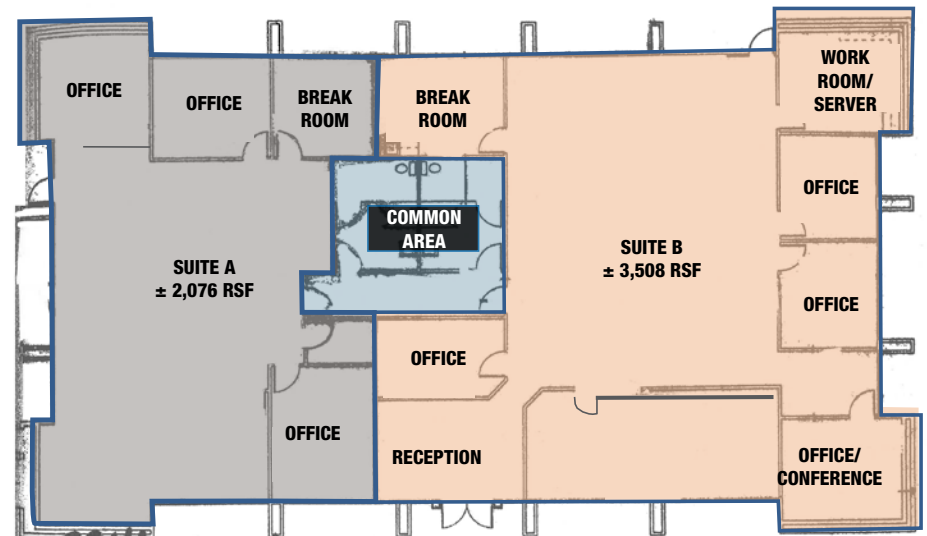 OFFICE
OFFICE
BREAK
ROOM
BREAK
ROOM
WORK
ROOM/
SERVER
OFFICE
COMMON
AREA
SUITE A
± 2,076 RSF
SUITE B
± 3,508 RSF
OFFICE
OFFICE
OFFICE
RECEPTION
OFFICE/
CONFERENCE